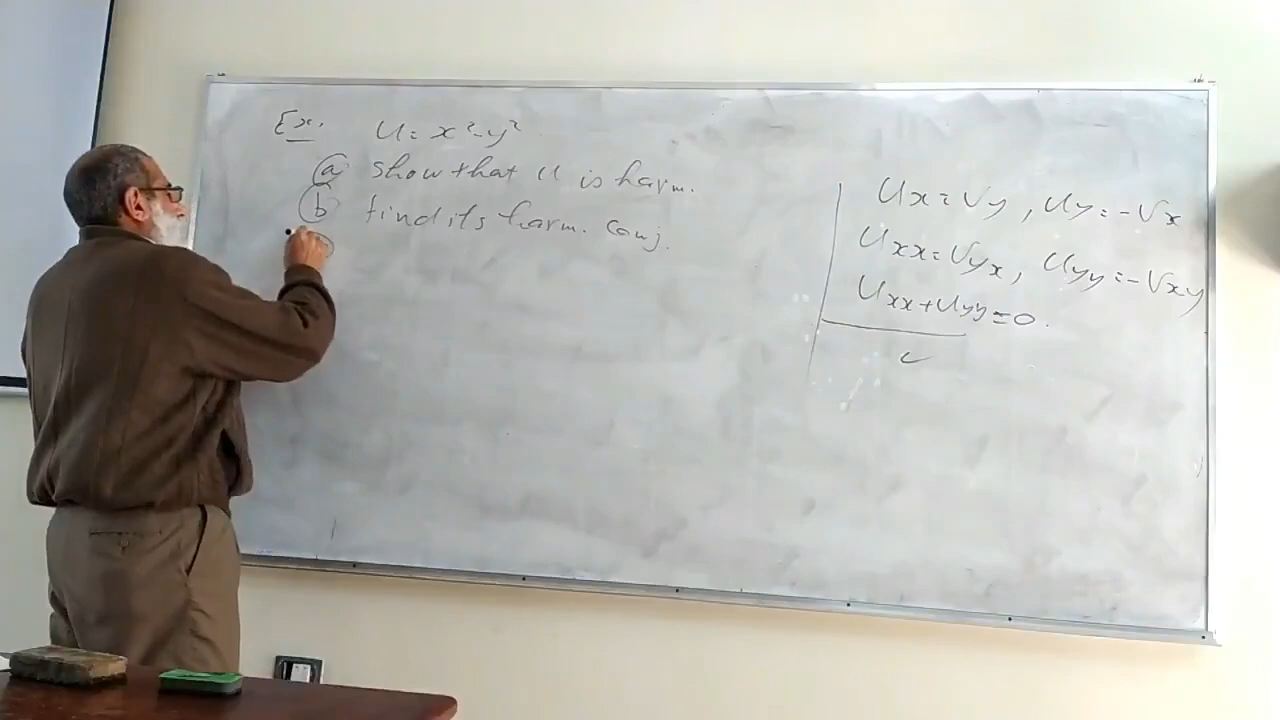 Ex. U = x² - y²
(a) show that u is harm.
(b) find its harm. conj.
Ux = Vy , Uy = -Vx
Uxx = Vyx , Uyy = -Vxy
Uxx + Uyy = 0.